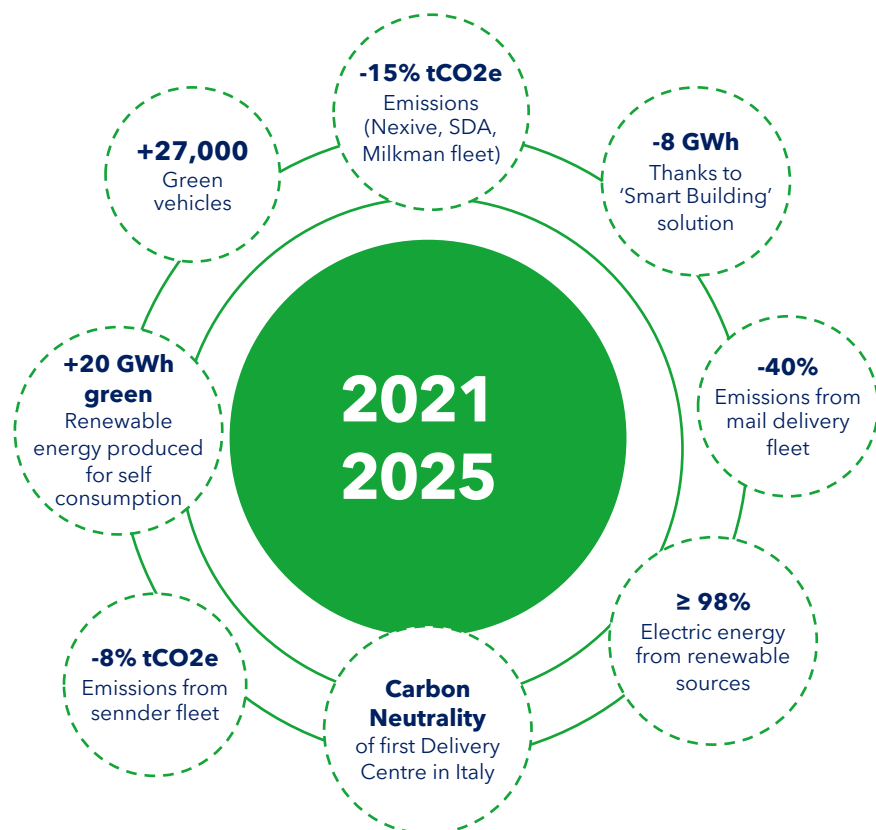 -15% tCO2e
Emissions
(Nexive, SDA,
Milkman fleet)
-8 GWh
Thanks to
‘Smart Building’
solution
-40%
Emissions from
mail delivery
fleet
≥ 98%
Electric energy
from renewable
sources
Carbon
Neutrality
of first Delivery
Centre in Italy
-8% tCO2e
Emissions from
sennder fleet
+20 GWh
green
Renewable
energy produced
for self
consumption
+27,000
Green
vehicles
2021
2025